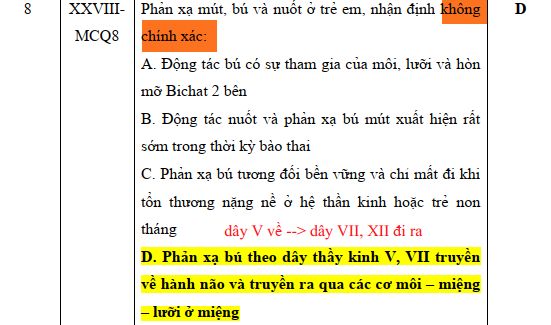 8
XXVIII-
MCQ8
Phản xạ mút, bú và nuốt ở trẻ em, nhận định không
chính xác:
A. Động tác bú có sự tham gia của môi, lưỡi và hòn
mỡ Bichat 2 bên
B. Động tác nuốt và phản xạ bú mút xuất hiện rất
sớm trong thời kỳ bào thai
C. Phản xạ bú tương đối bền vững và chỉ mất đi khi
tổn thương nặng nề ở hệ thần kinh hoặc trẻ non
tháng
dây V về --> dây VII, XII đi ra
D. Phản xạ bú theo dây thầy kinh V, VII truyền
về hành não và truyền ra qua các cơ môi – miệng
– lưỡi ở miệng
D